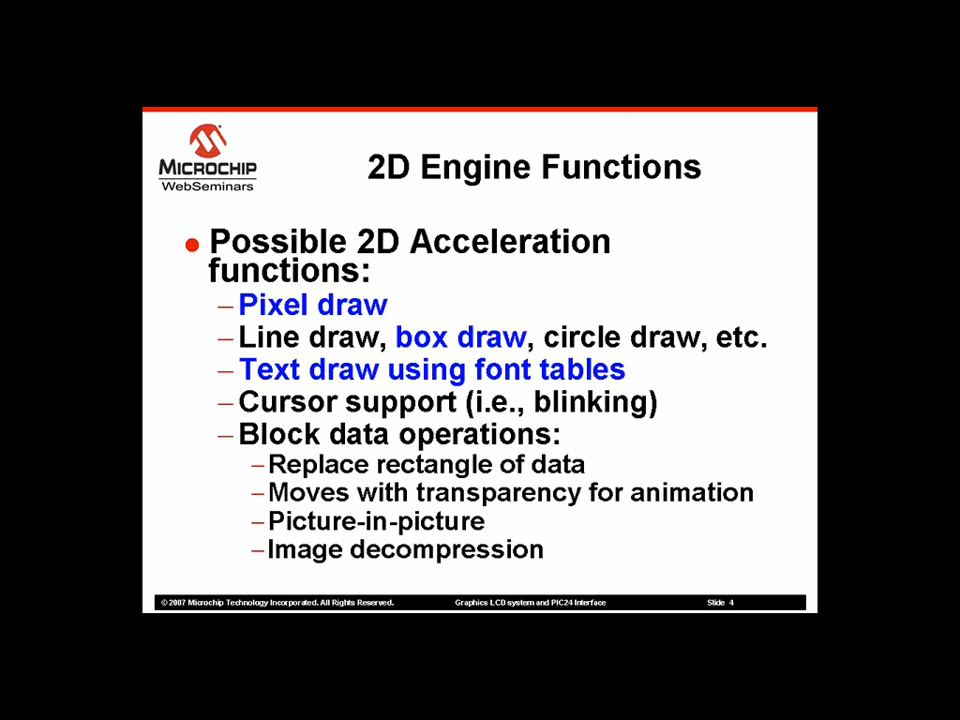 MICROCHIP
WebSeminars
2D Engine Functions
● Possible 2D Acceleration
functions:
–Pixel draw
–Line draw, box draw, circle draw, etc.
–Text draw using font tables
–Cursor support (i.e., blinking)
–Block data operations:
–Replace rectangle of data
–Moves with transparency for animation
–Picture-in-picture
–Image decompression
© 2007 Microchip Technology Incorporated. All Rights Reserved. Graphics LCD system and PIC24 Interface Slide 4